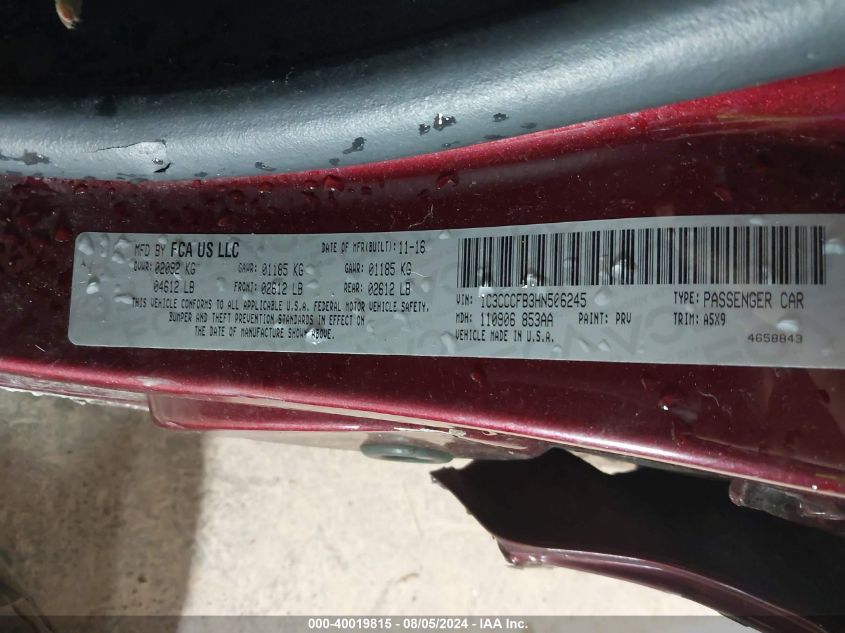 MFD BY FCA US LLC DATE OF MFR(BUILT): 11-16
GVWR: 02092 KG GAWR: 01185 KG GAWR: 01185 KG
04612 LB FRONT: 02612 LB REAR: 02612 LB
THIS VEHICLE CONFORMS TO ALL APPLICABLE U.S.A. FEDERAL MOTOR VEHICLE SAFETY,
BUMPER AND THEFT PREVENTION STANDARDS IN EFFECT ON
THE DATE OF MANUFACTURE SHOWN ABOVE.
VIN: 1C3CCCFB3HN506245 TYPE: PASSENGER CAR
MDH: 110906 853AA PAINT: PRV TRIM: A5X9
VEHICLE MADE IN U.S.A. 4658843
000-40019815 - 08/05/2024 - IAA Inc.